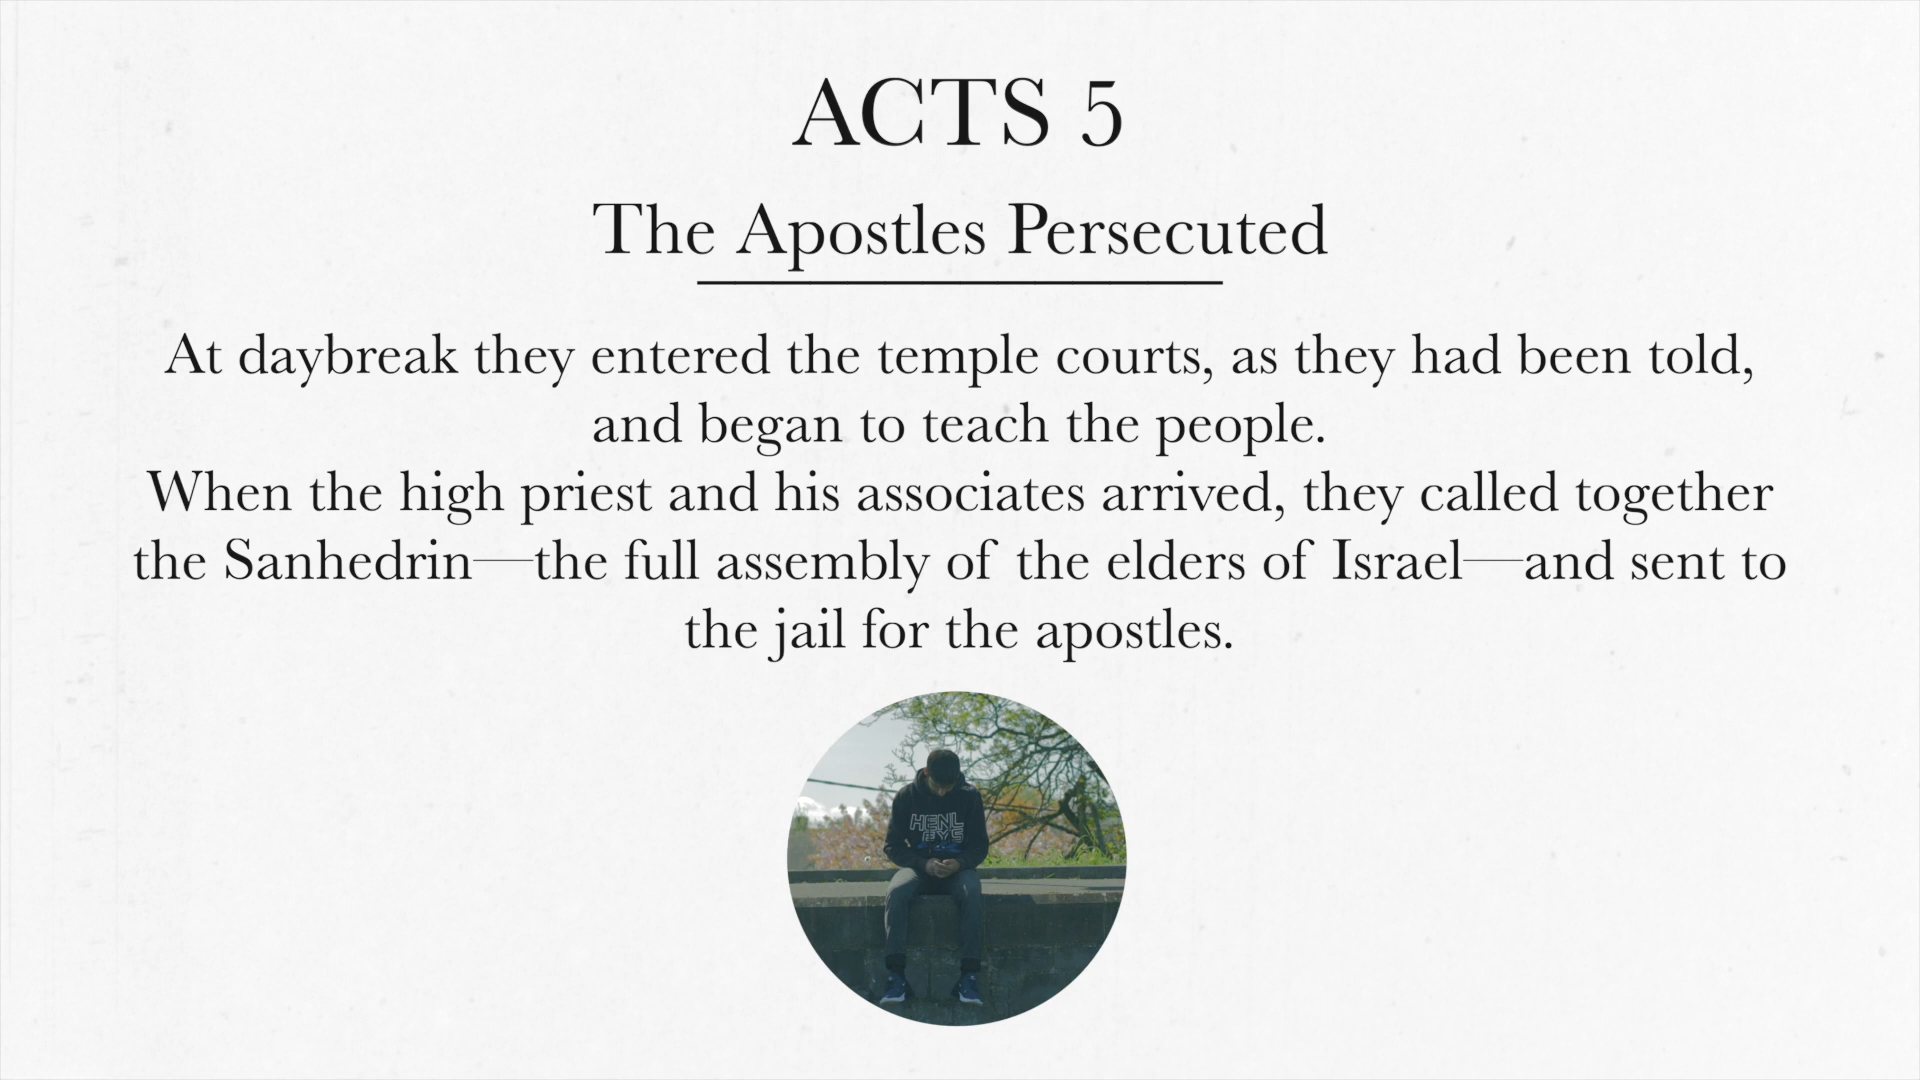 ACTS 5
The Apostles Persecuted
At daybreak they entered the temple courts, as they had been told,
and began to teach the people.
When the high priest and his associates arrived, they called together
the Sanhedrin—the full assembly of the elders of Israel—and sent to
the jail for the apostles.
HENL
EYS